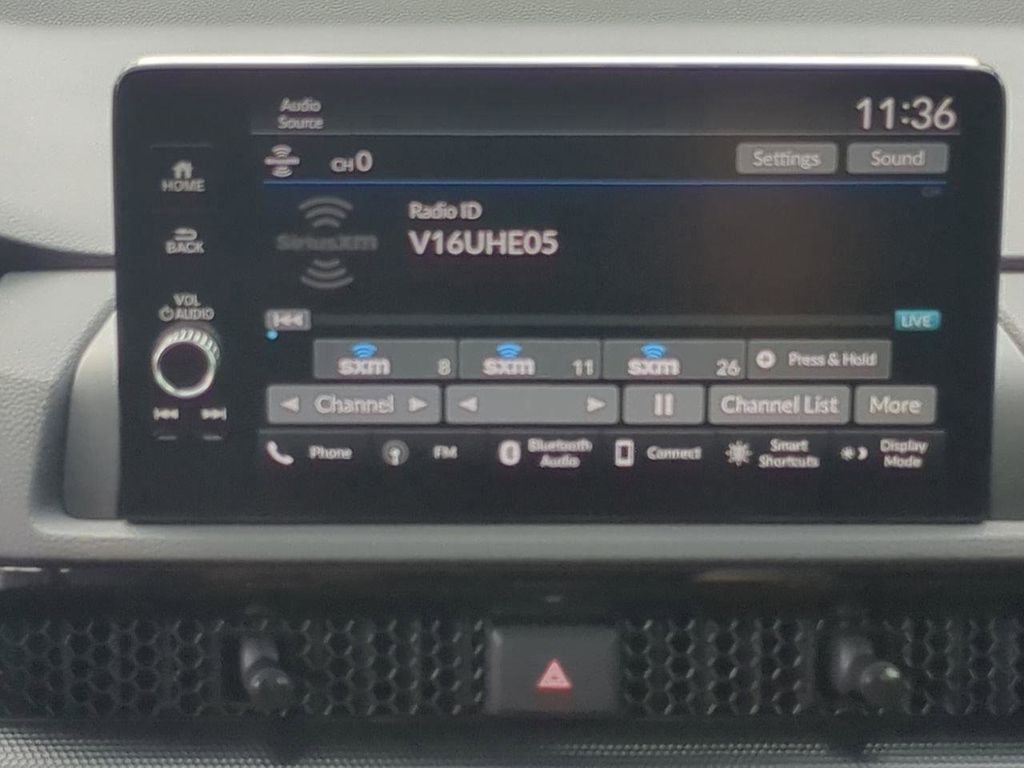 Audio
Source
11:36
CH 0
Settings
Sound
HOME
Radio ID
SiriusXM
V16UHE05
BACK
VOL
AUDIO
LIVE
sxm 8
sxm 11
sxm 26
Press & Hold
Channel
Channel List
More
Phone
FM
Bluetooth
Audio
Connect
Smart
Shortcuts
Display
Mode